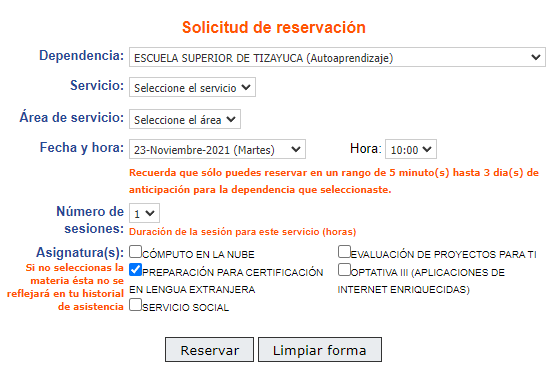 Solicitud de reservación
Dependencia: ESCUELA SUPERIOR DE TIZAYUCA (Autoaprendizaje)
Servicio: Seleccione el servicio
Área de servicio: Seleccione el área
Fecha y hora: 23-Noviembre-2021 (Martes) Hora: 10:00
Recuerda que sólo puedes reservar en un rango de 5 minuto(s) hasta 3 dia(s) de
anticipación para la dependencia que seleccionaste.
Número de sesiones: 1
Duración de la sesión para este servicio (horas)
Asignatura(s):
Si no seleccionas la
materia ésta no se
reflejará en tu historial
de asistencia
CÓMPUTO EN LA NUBE
EVALUACIÓN DE PROYECTOS PARA TI
PREPARACIÓN PARA CERTIFICACIÓN
EN LENGUA EXTRANJERA
OPTATIVA III (APLICACIONES DE
INTERNET ENRIQUECIDAS)
SERVICIO SOCIAL
Reservar Limpiar forma